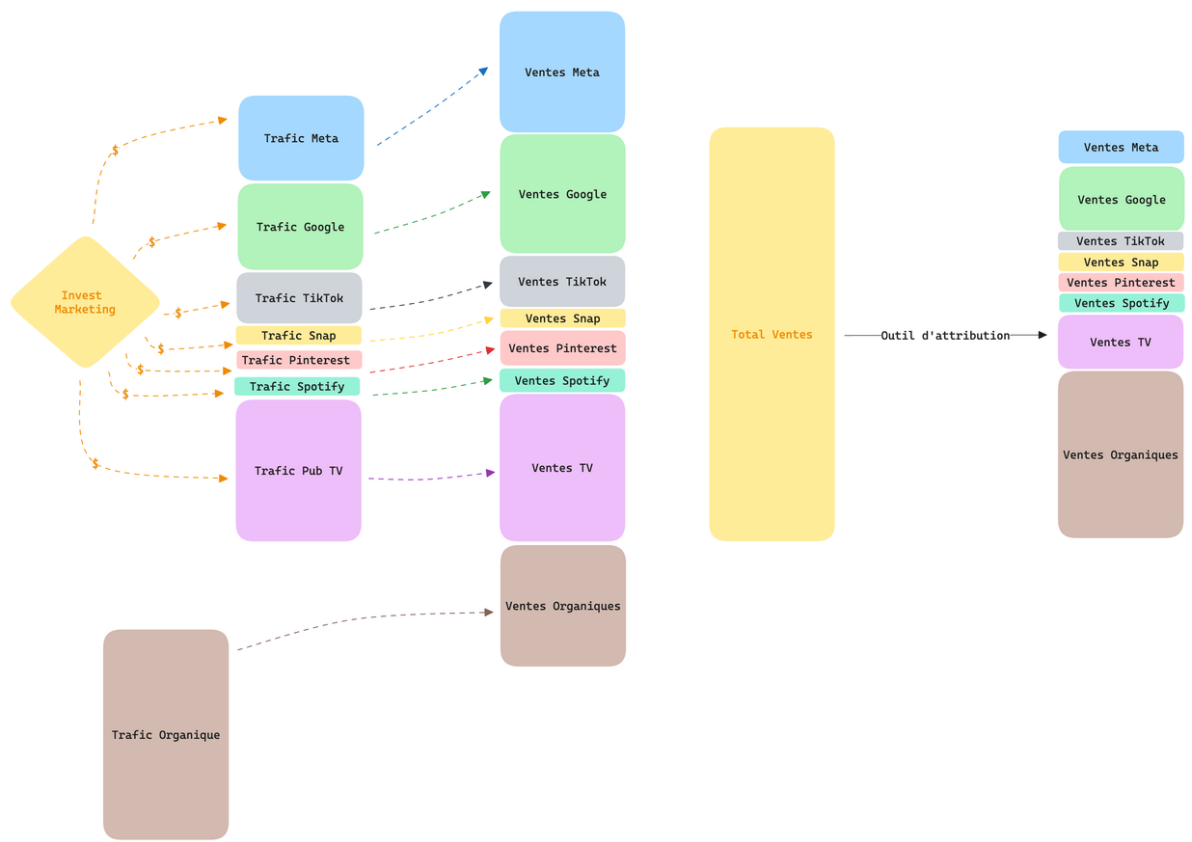 Invest
Marketing
$
$
$
$
$
$
$
Trafic Meta
Trafic Google
Trafic TikTok
Trafic Snap
Trafic Pinterest
Trafic Spotify
Trafic Pub TV
Trafic Organique
Ventes Meta
Ventes Google
Ventes TikTok
Ventes Snap
Ventes Pinterest
Ventes Spotify
Ventes TV
Ventes Organiques
Total Ventes
Outil d'attribution
Ventes Meta
Ventes Google
Ventes TikTok
Ventes Snap
Ventes Pinterest
Ventes Spotify
Ventes TV
Ventes Organiques